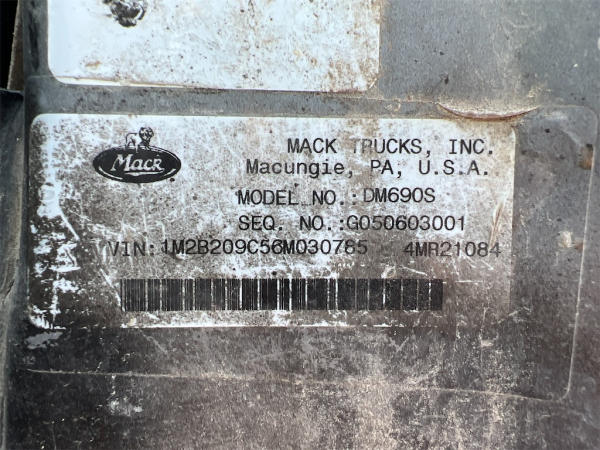 Mack
MACK TRUCKS, INC.
Macungie, PA, U.S.A.
MODEL NO.: DM690S
SEQ. NO.: G050603001
VIN: 1M2B209C56M030785 4MR21084